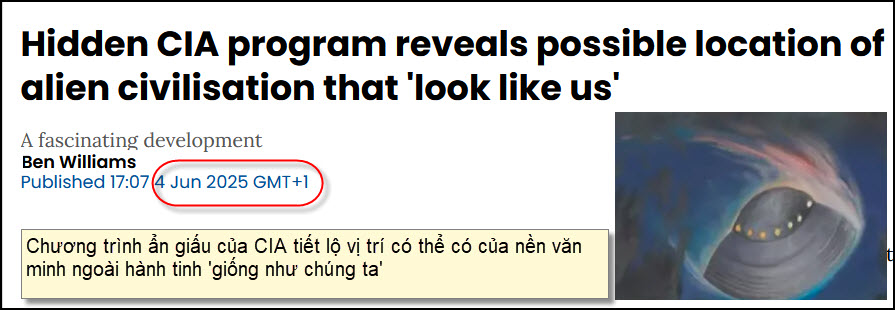 Hidden CIA program reveals possible location of
alien civilisation that 'look like us'
A fascinating development
Ben Williams
Published 17:07 4 Jun 2025 GMT+1
Chương trình ẩn giấu của CIA tiết lộ vị trí có thể có của nền văn
minh ngoài hành tinh 'giống như chúng ta'
t